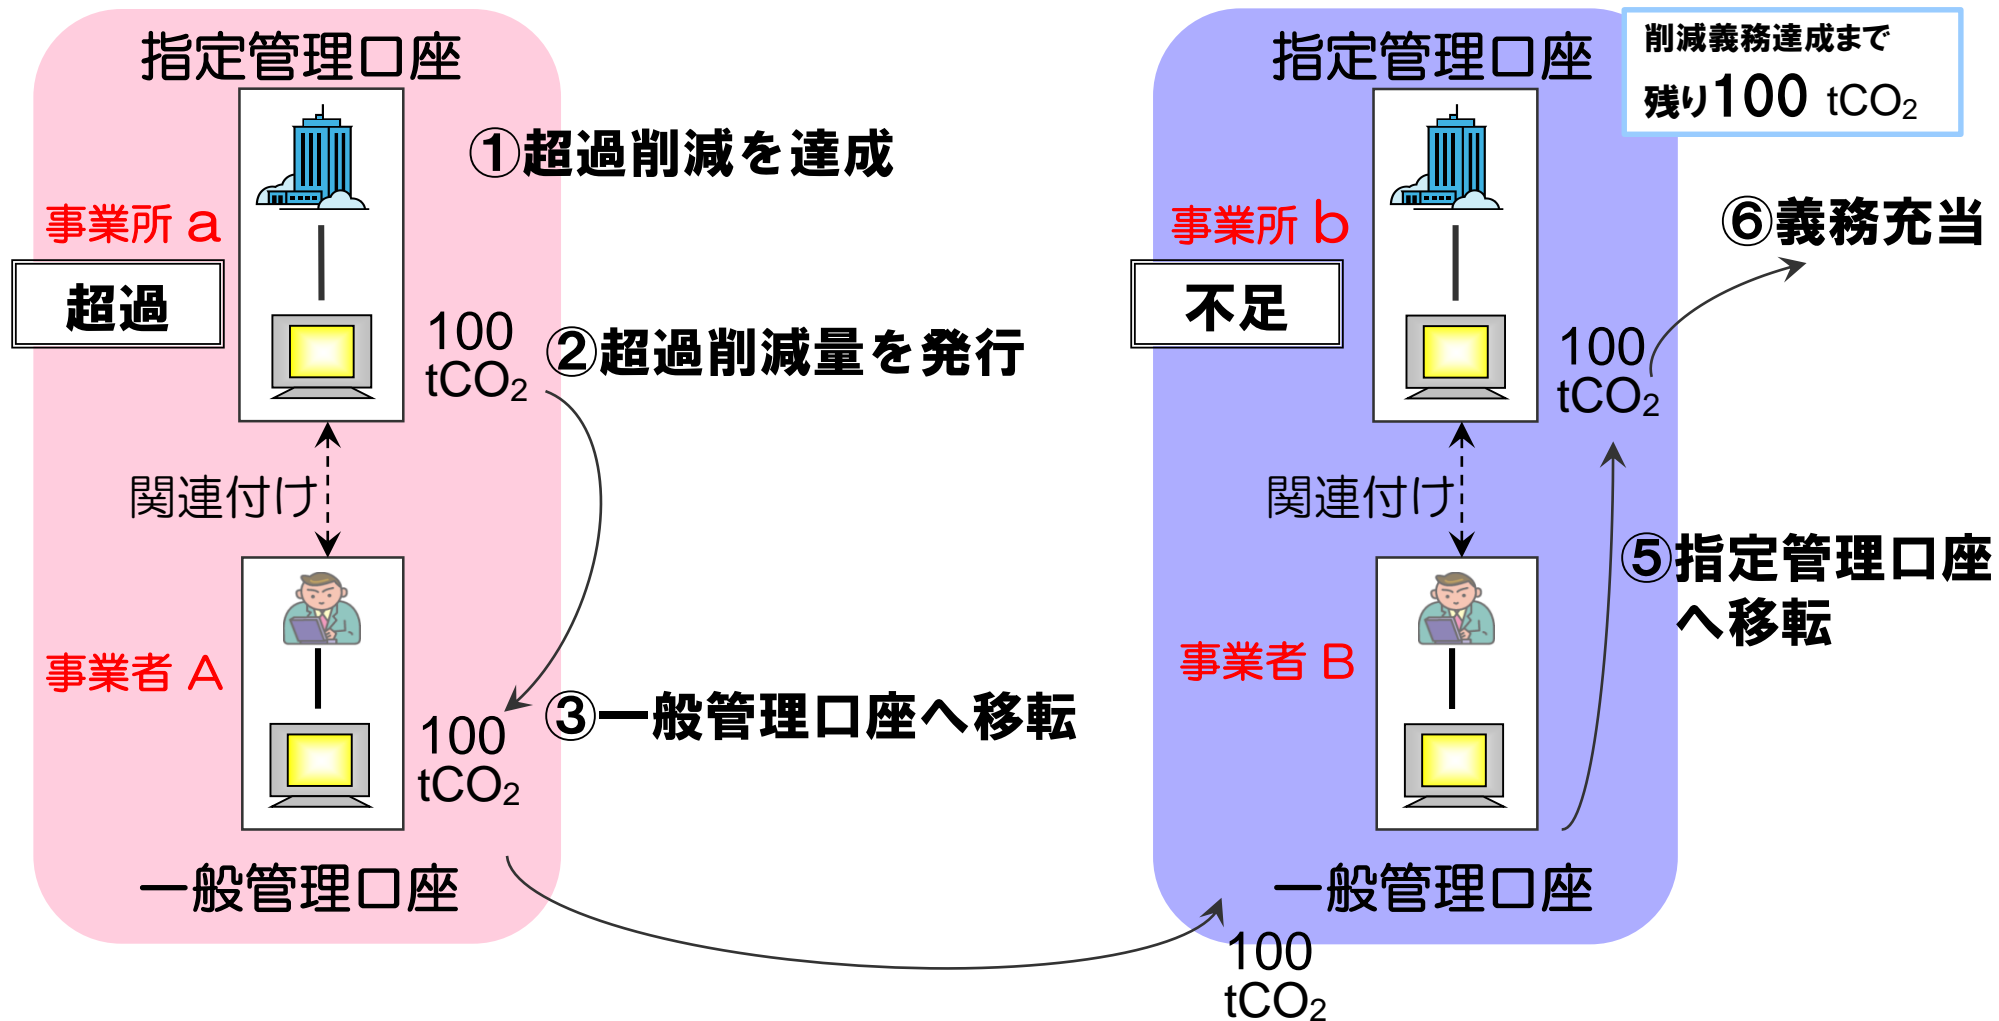 指定管理口座
①超過削減を達成
事業所 a
超過
100
tCO₂
②超過削減量を発行
関連付け
事業者 A
100
tCO₂
③一般管理口座へ移転
一般管理口座
100
tCO₂
指定管理口座
削減義務達成まで
残り100 tCO₂
事業所 b
不足
100
tCO₂
⑥義務充当
関連付け
⑤指定管理口座
へ移転
事業者 B
一般管理口座